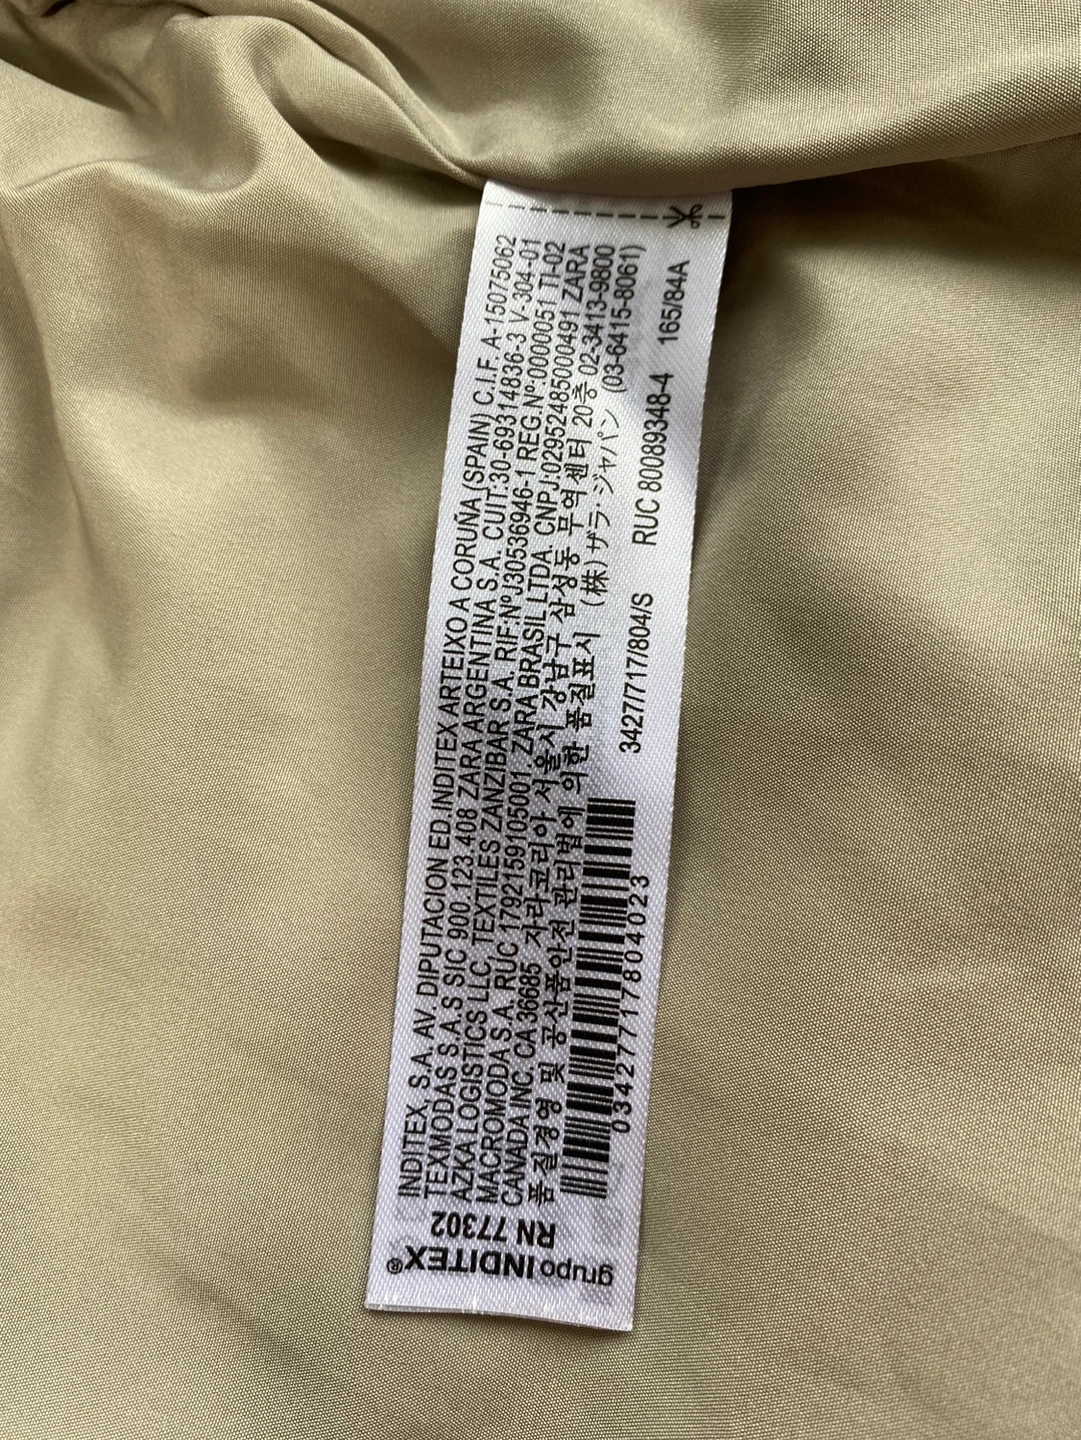 grupo INDITEX®
RN 77302
INDITEX, S.A. AV. DIPUTACION ED.INDITEX ARTEIXO A CORUÑA (SPAIN) C.I.F. A-15075062
TEXMODAS S.A.S SIC 900.123.408 ZARA ARGENTINA S.A. CUIT:30-69314836-3 V-304-01
AZKA LOGISTICS LLC, TEXTILES ZANZIBAR S.A. RIF:NºJ30536946-1 REG.Nº:0000051 TI-02
MACROMODA S.A. RUC 1792159105001. ZARA BRASIL LTDA. CNPJ:02952485000491 ZARA
CANADA INC. CA 36685 자라코리아 서울시 강남구 삼성동 무역센터 20층 02-3413-9800
품질경영 및 공산품안전 관리법에 의한 품질표시 (株)ザラ・ジャパン (03-6415-8061)
03427717804023
3427/717/804/S RUC 80089348-4 165/84A